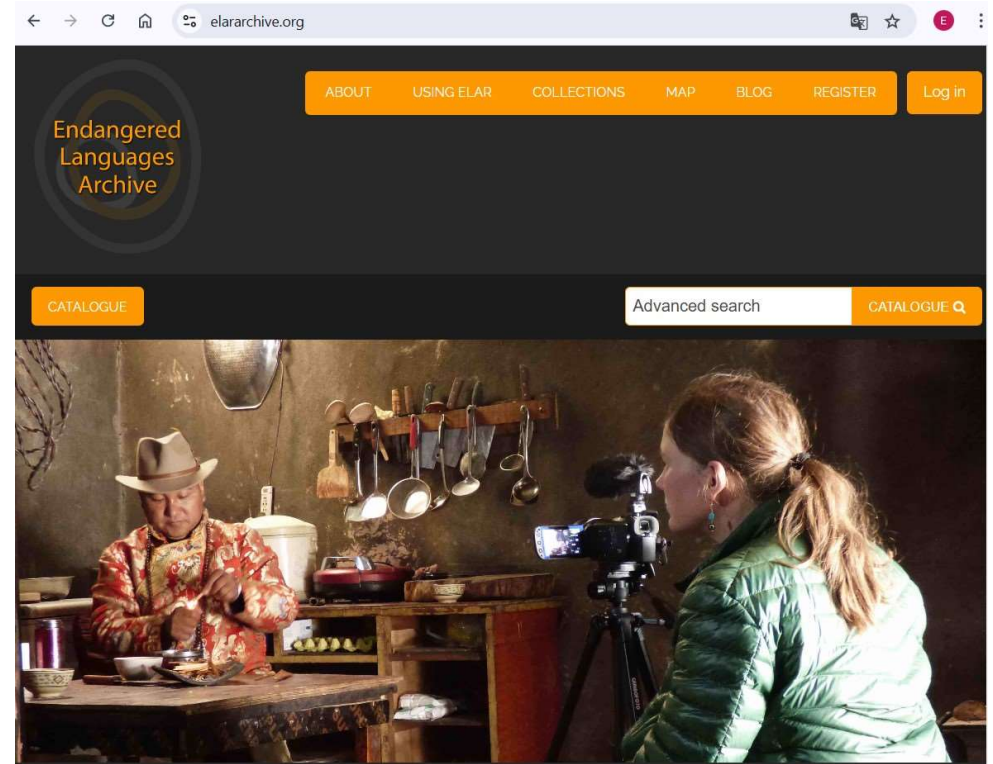 elararchive.org
E
ABOUT USING ELAR COLLECTIONS MAP BLOG REGISTER Log in
Endangered
Languages
Archive
CATALOGUE
Advanced search CATALOGUE